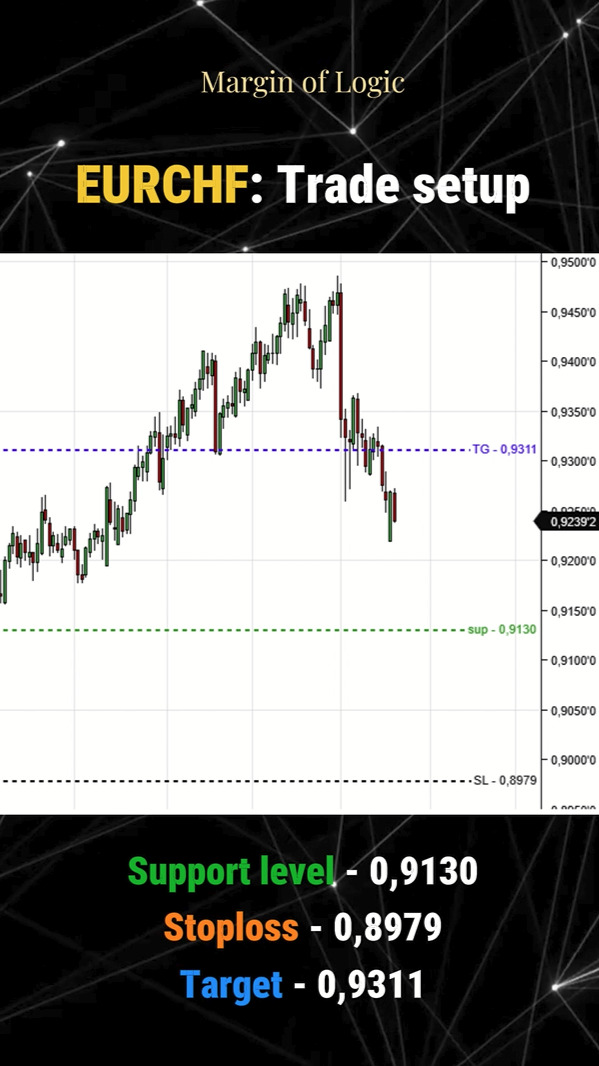 Margin of Logic
EURCHF: Trade setup
0,9500'0
0,9450'0
0,9400'0
0,9350'0
TG - 0,9311
0,9300'0
0,9239'2
0,9200'0
0,9150'0
sup - 0,9130
0,9100'0
0,9050'0
0,9000'0
SL - 0,8979
Support level - 0,9130
Stoploss - 0,8979
Target - 0,9311